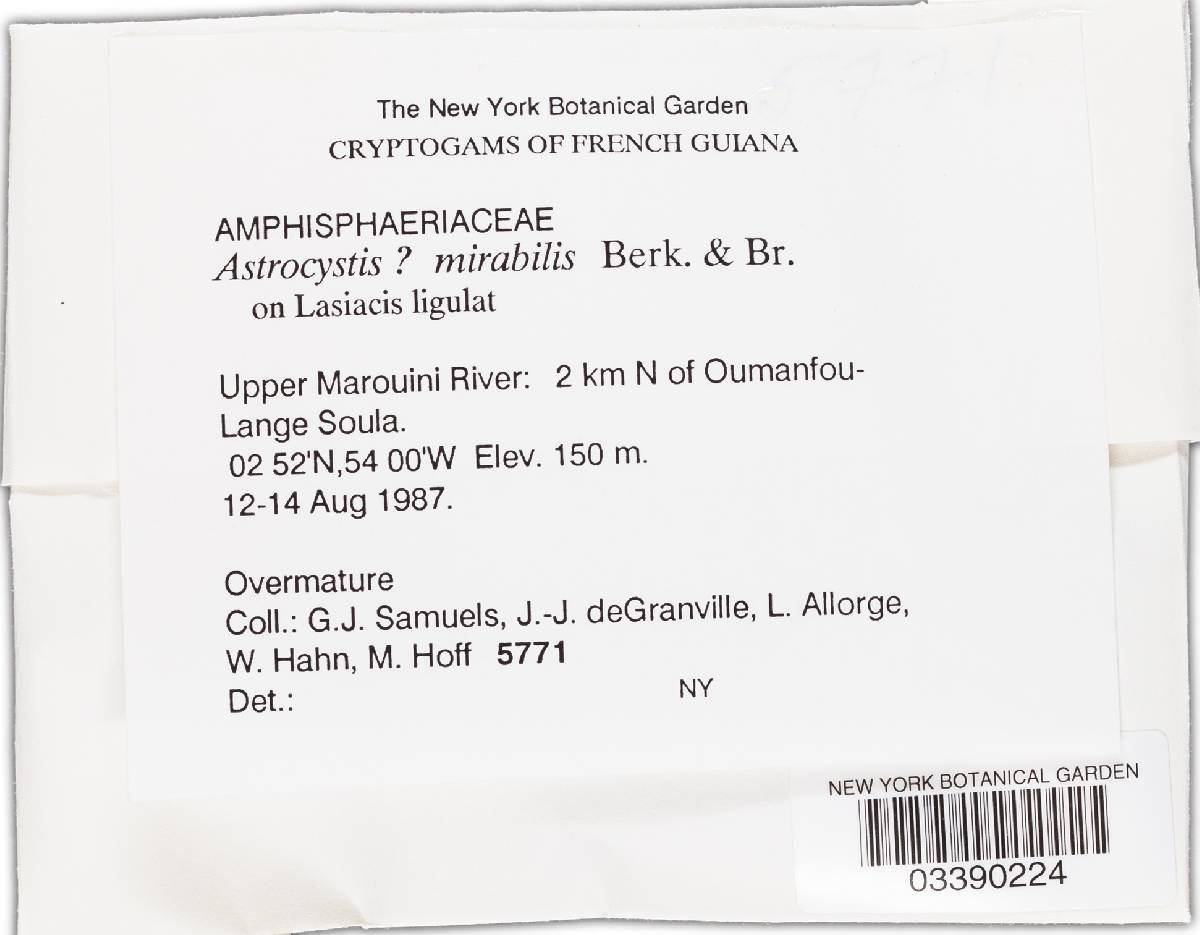 The New York Botanical Garden
CRYPTOGAMS OF FRENCH GUIANA
AMPHISPHAERIACEAE
Astrocystis ? mirabilis Berk. & Br.
on Lasiacis ligulat
Upper Marouini River: 2 km N of Oumanfou-
Lange Soula.
02 52'N,54 00'W Elev. 150 m.
12-14 Aug 1987.
Overmature
Coll.: G.J. Samuels, J.-J. deGranville, L. Allorge,
W. Hahn, M. Hoff 5771
Det.:
NY
NEW YORK BOTANICAL GARDEN
03390224